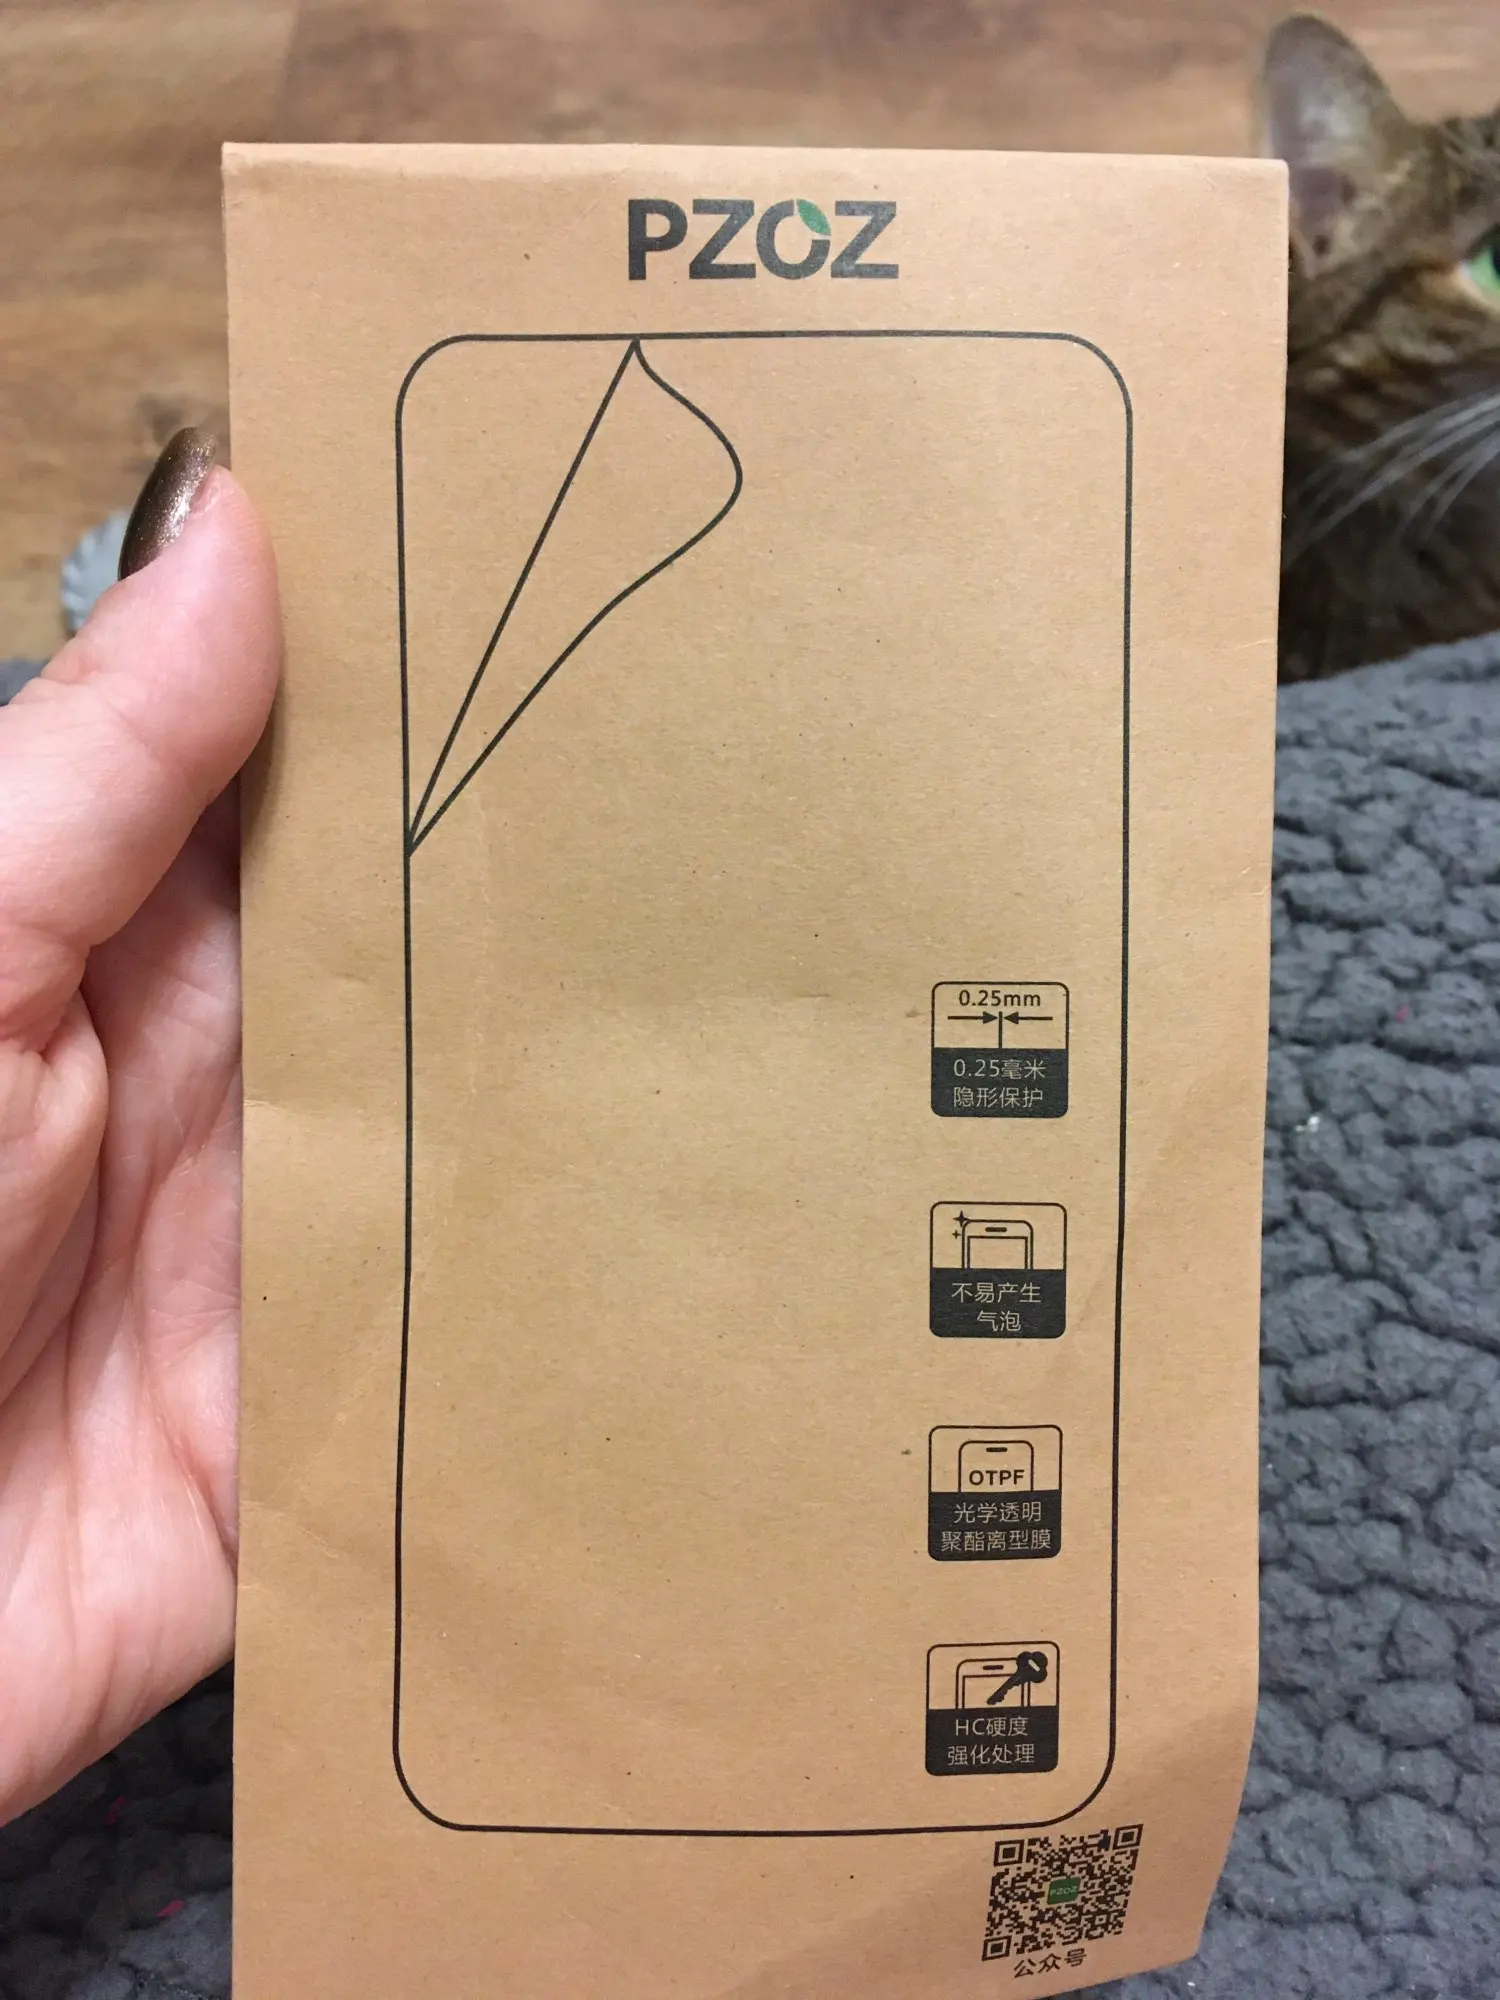 PZOZ
0.25mm
0.25毫米
隐形保护
不易产生
气泡
OTPF
光学透明
聚酯离型膜
HC硬度
强化处理
PZOZ
公众号